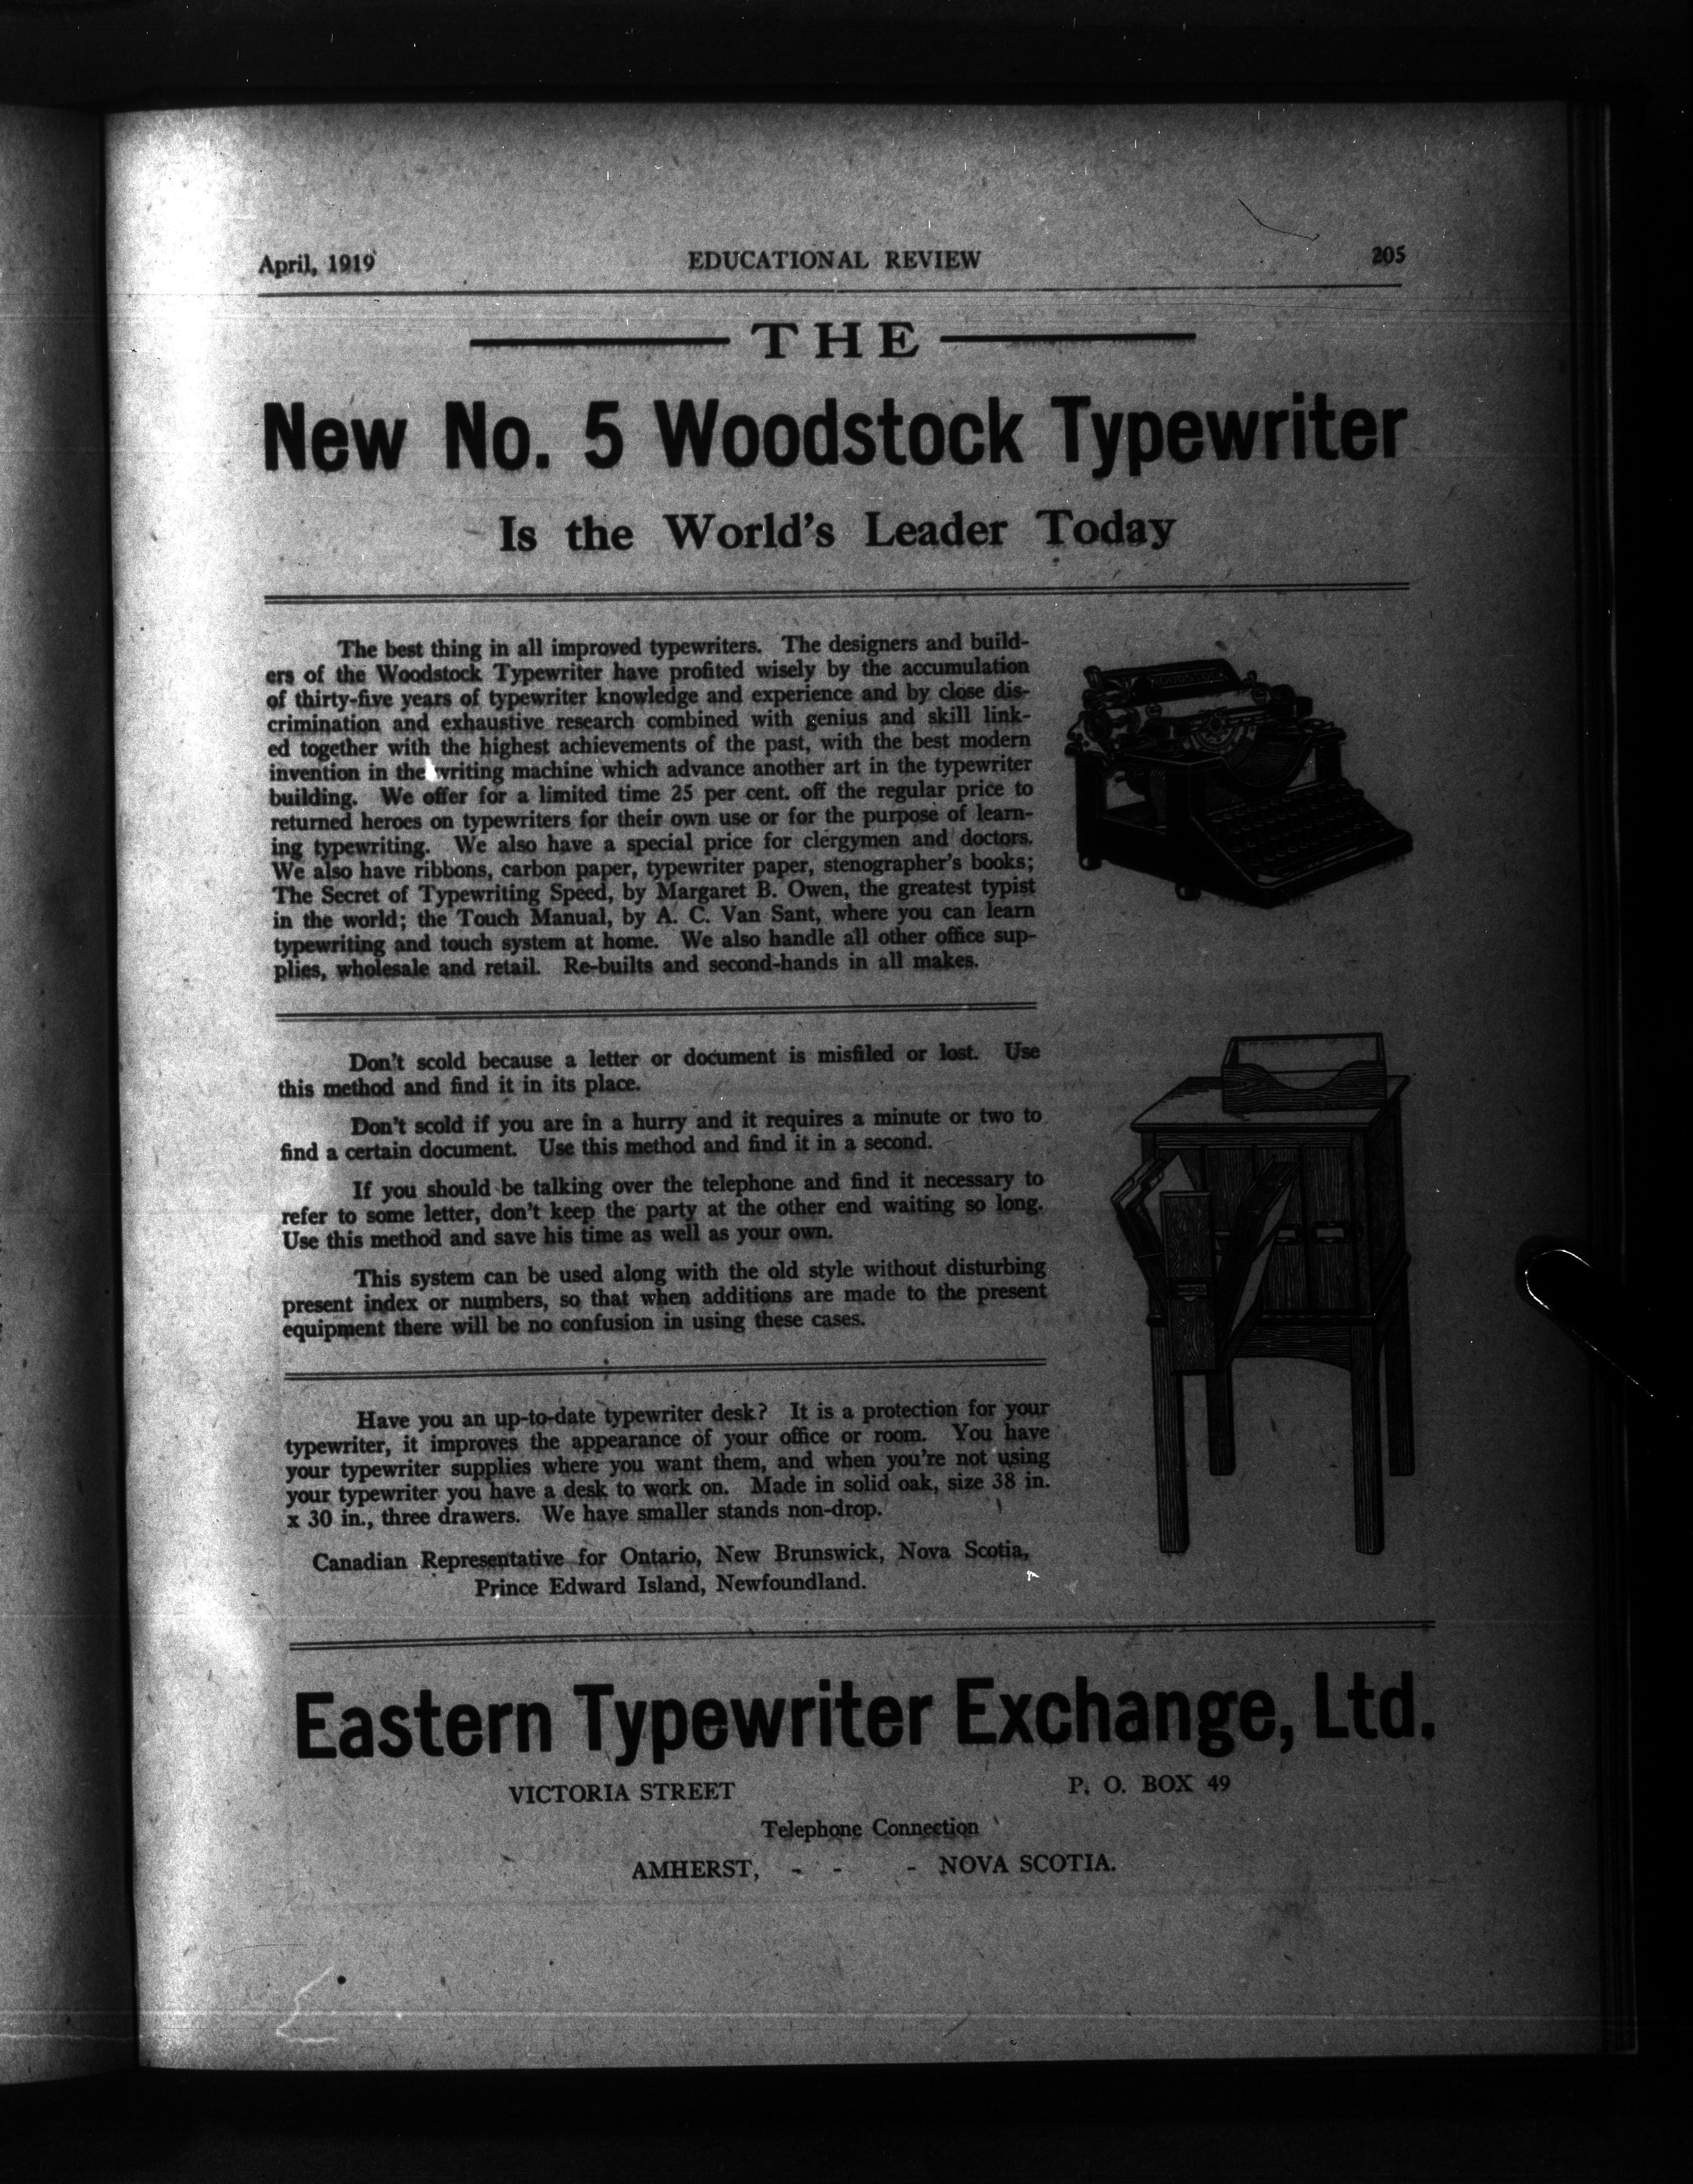 April, 1919 EDUCATIONAL REVIEW 205
THE
New No. 5 Woodstock Typewriter
Is the World's Leader Today
The best thing in all improved typewriters. The designers and build-
ers of the Woodstock Typewriter have profited wisely by the accumulation
of thirty-five years of typewriter knowledge and experience and by close dis-
crimination and exhaustive research combined with genius and skill link-
ed together with the highest achievements of the past, with the best modern
invention in the writing machine which advance another art in the typewriter
building. We offer for a limited time 25 per cent. off the regular price to
returned heroes on typewriters for their own use or for the purpose of learn-
ing typewriting. We also have a special price for clergymen and doctors.
We also have ribbons, carbon paper, typewriter paper, stenographer's books;
The Secret of Typewriting Speed, by Margaret B. Owen, the greatest typist
in the world; the Touch Manual, by A. C. Van Sant, where you can learn
typewriting and touch system at home. We also handle all other office sup-
plies, wholesale and retail. Re-builts and second-hands in all makes.
WOODSTOCK
Don't scold because a letter or document is misfiled or lost. Use
this method and find it in its place.
Don't scold if you are in a hurry and it requires a minute or two to
find a certain document. Use this method and find it in a second.
If you should be talking over the telephone and find it necessary to
refer to some letter, don't keep the party at the other end waiting so long.
Use this method and save his time as well as your own.
This system can be used along with the old style without disturbing
present index or numbers, so that when additions are made to the present
equipment there will be no confusion in using these cases.
Have you an up-to-date typewriter desk? It is a protection for your
typewriter, it improves the appearance of your office or room. You have
your typewriter supplies where you want them, and when you're not using
your typewriter you have a desk to work on. Made in solid oak, size 38 in.
x 30 in., three drawers. We have smaller stands non-drop.
Canadian Representative for Ontario, New Brunswick, Nova Scotia,
Prince Edward Island, Newfoundland.
Eastern Typewriter Exchange, Ltd.
VICTORIA STREET P. O. BOX 49
Telephone Connection
AMHERST, - - - NOVA SCOTIA.